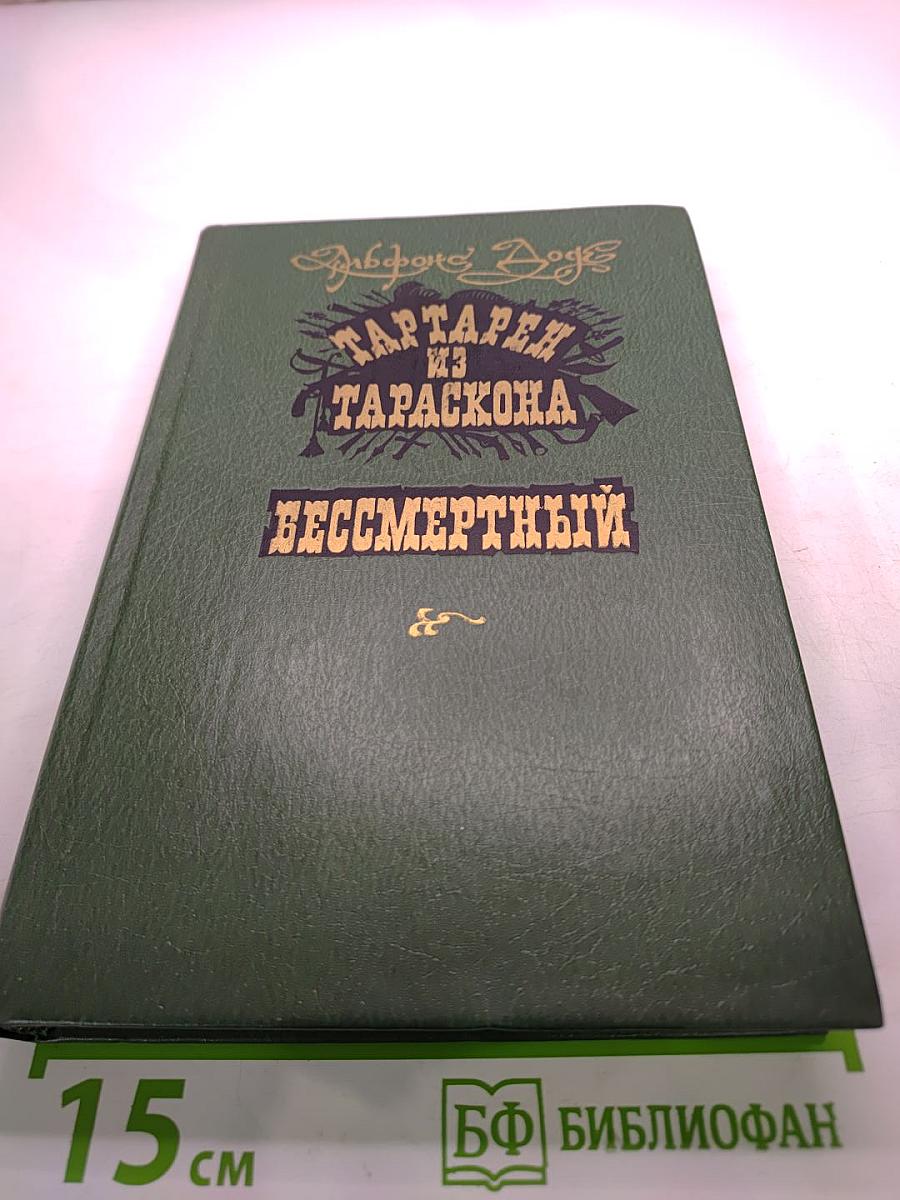 Альфонс Доде
ТАРТАРЕН
ИЗ
ТАРАСКОНА
БЕССМЕРТНЫЙ
15 см
БФ БИБЛИОФАН